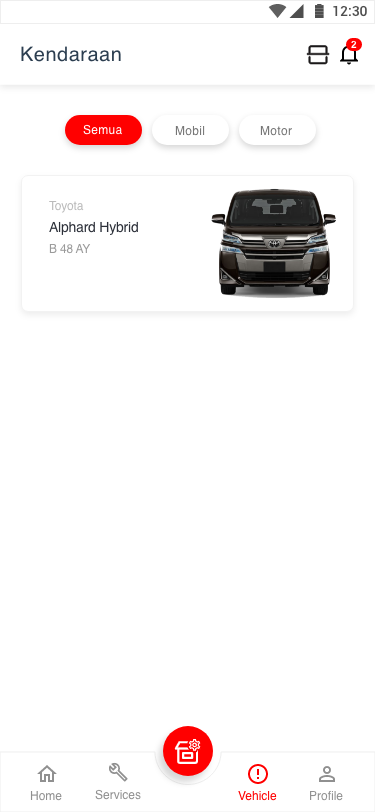 12:30
Kendaraan
2
Semua
Mobil
Motor
Toyota
Alphard Hybrid
B 48 AY
Home
Services
Vehicle
Profile